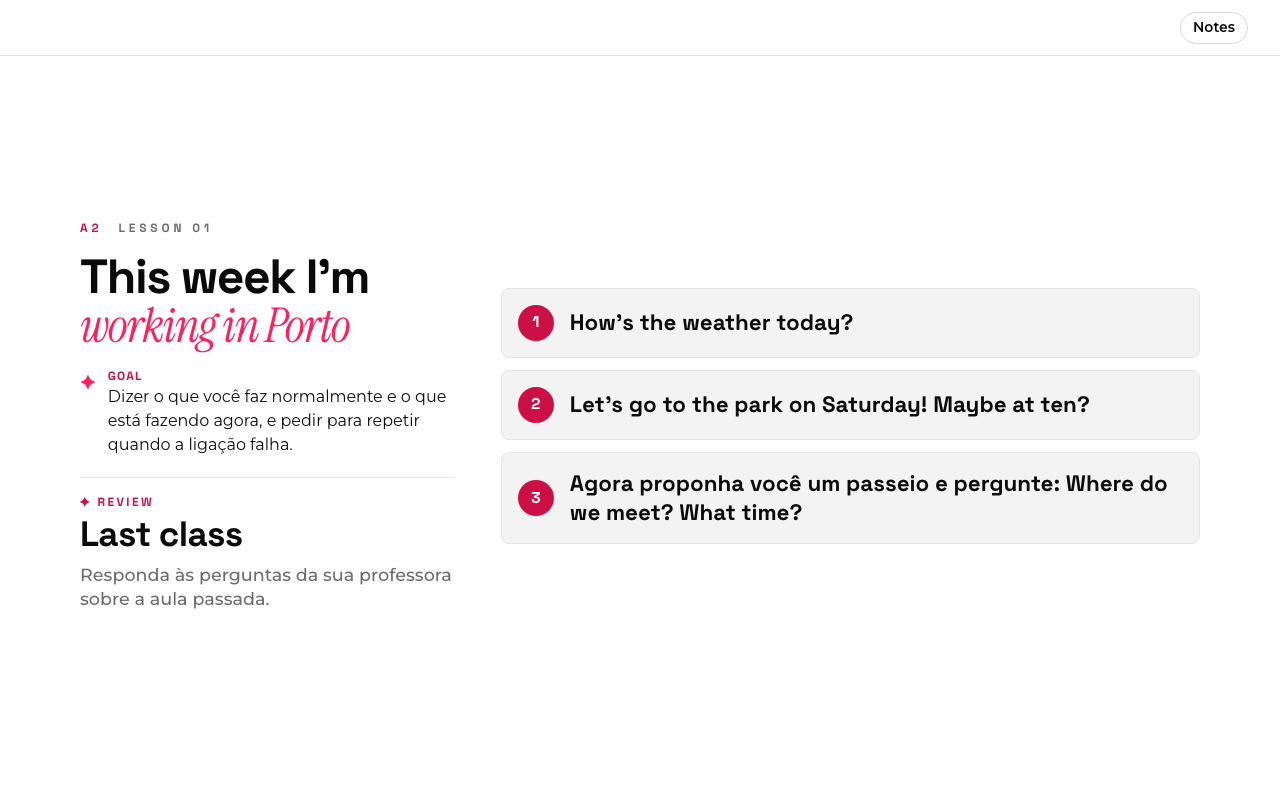 Notes
A2 LESSON 01
This week I’m
working in Porto
GOAL
Dizer o que você faz normalmente e o que
está fazendo agora, e pedir para repetir
quando a ligação falha.
REVIEW
Last class
Responda às perguntas da sua professora
sobre a aula passada.
1 How’s the weather today?
2 Let’s go to the park on Saturday! Maybe at ten?
3 Agora proponha você um passeio e pergunte: Where do
we meet? What time?